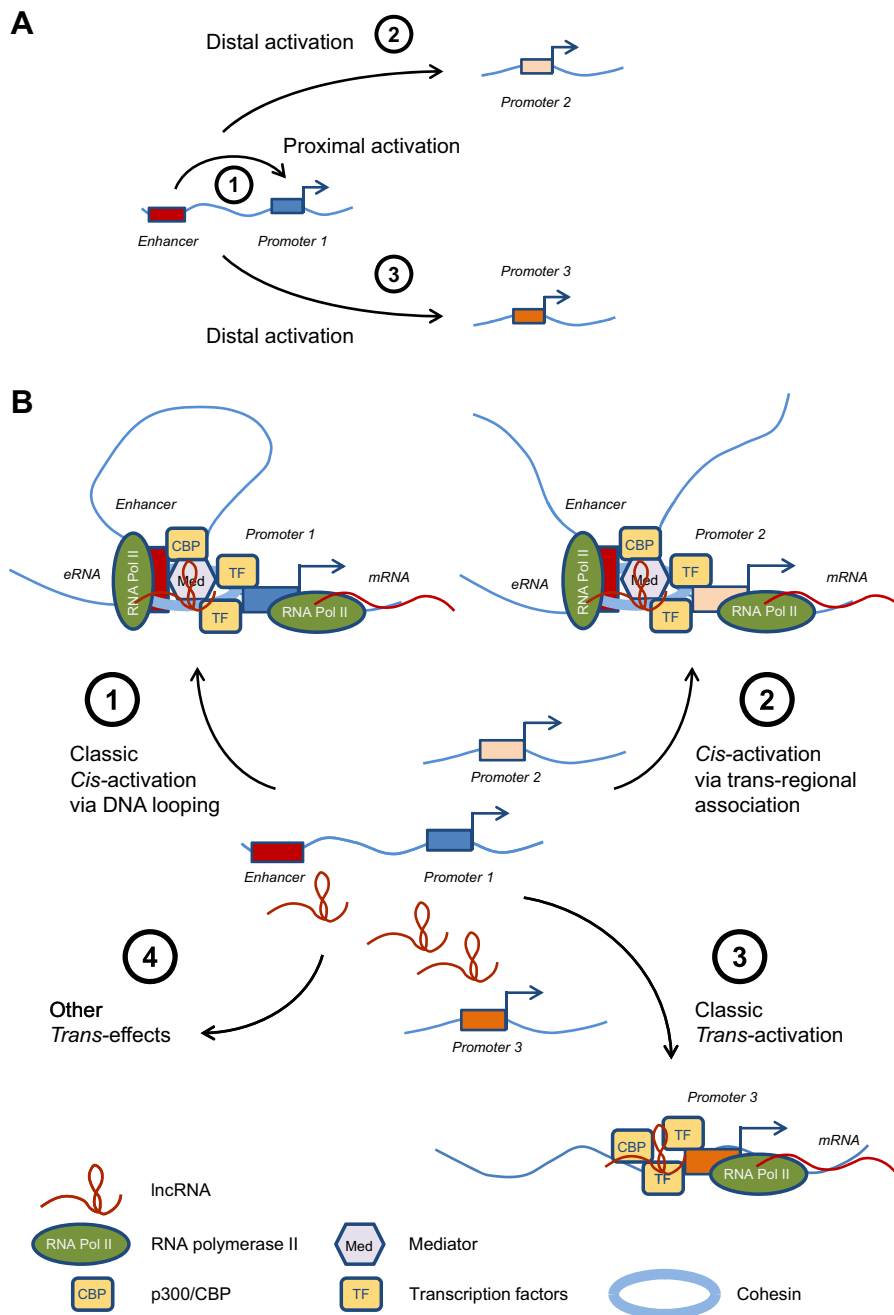 A
Distal activation
2
Promoter 2
Proximal activation
1
Enhancer
Promoter 1
3
Promoter 3
Distal activation
B
Enhancer
Promoter 1
CBP
eRNA
RNA Pol II
Med
TF
mRNA
TF
RNA Pol II
Enhancer
Promoter 2
CBP
eRNA
RNA Pol II
Med
TF
mRNA
TF
RNA Pol II
1
Classic
Cis-activation
via DNA looping
2
Cis-activation
via trans-regional
association
Promoter 2
Enhancer
Promoter 1
4
Other
Trans-effects
3
Classic
Trans-activation
Promoter 3
Promoter 3
CBP
TF
mRNA
TF
RNA Pol II
lncRNA
RNA Pol II
RNA polymerase II
Med
Mediator
CBP
p300/CBP
TF
Transcription factors
Cohesin